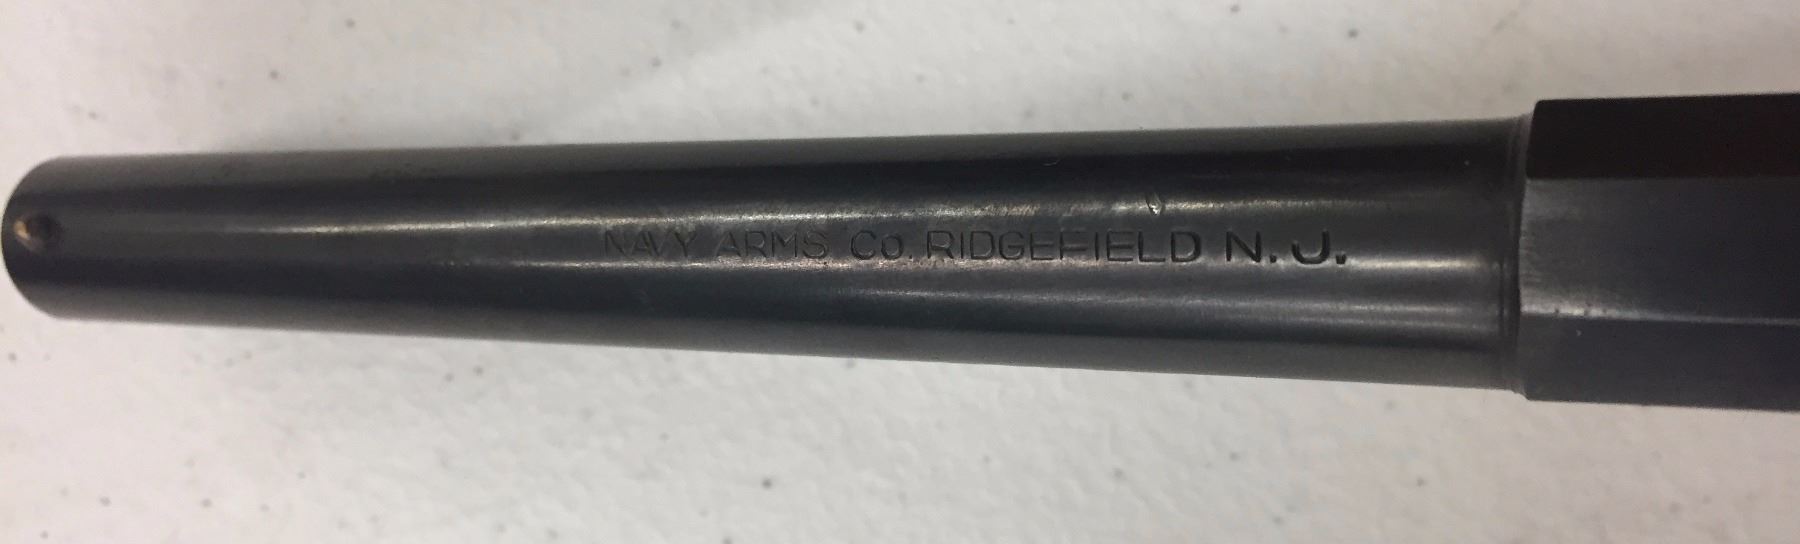 NAVY ARMS Co. RIDGEFIELD N. J.